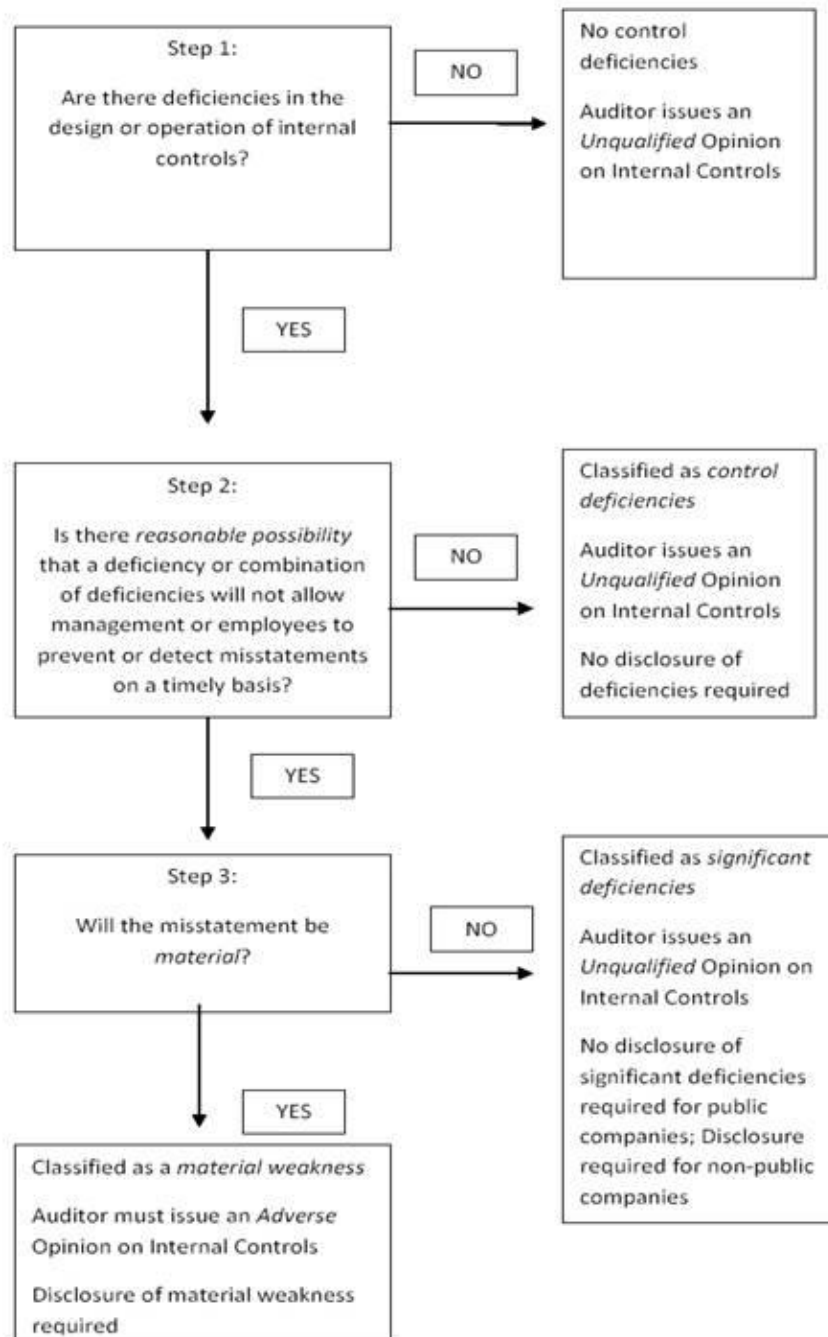 Step 1:
Are there deficiencies in the
design or operation of internal
controls?
NO
No control
deficiencies
Auditor issues an
Unqualified Opinion
on Internal Controls
YES
Step 2:
Is there reasonable possibility
that a deficiency or combination
of deficiencies will not allow
management or employees to
prevent or detect misstatements
on a timely basis?
NO
Classified as control
deficiencies
Auditor issues an
Unqualified Opinion
on Internal Controls
No disclosure of
deficiencies required
YES
Step 3:
Will the misstatement be
material?
NO
Classified as significant
deficiencies
Auditor issues an
Unqualified Opinion on
Internal Controls
No disclosure of
significant deficiencies
required for public
companies; Disclosure
required for non-public
companies
YES
Classified as a material weakness
Auditor must issue an Adverse
Opinion on Internal Controls
Disclosure of material weakness
required